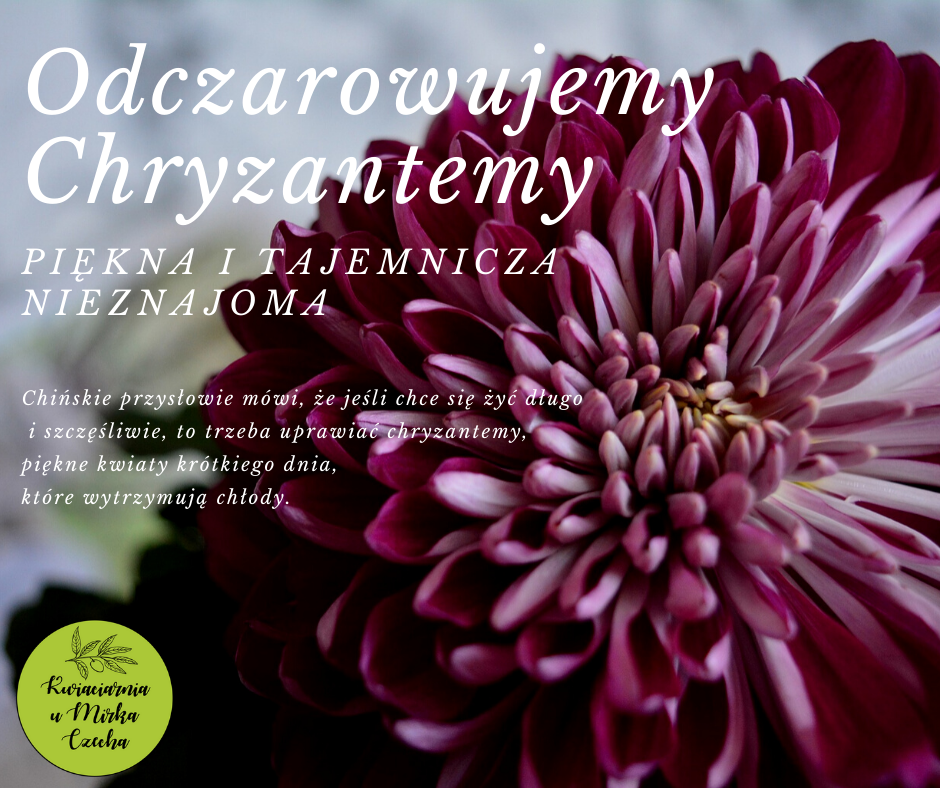 Odczarowujemy
Chryzantemy
PIĘKNA I TAJEMNICZA
NIEZNAJOMA
Chińskie przysłowie mówi, że jeśli chce się żyć długo
i szczęśliwie, to trzeba uprawiać chryzantemy,
piękne kwiaty krótkiego dnia,
które wytrzymują chłody.
Kwiaciarnia
u Mirka
Czecha